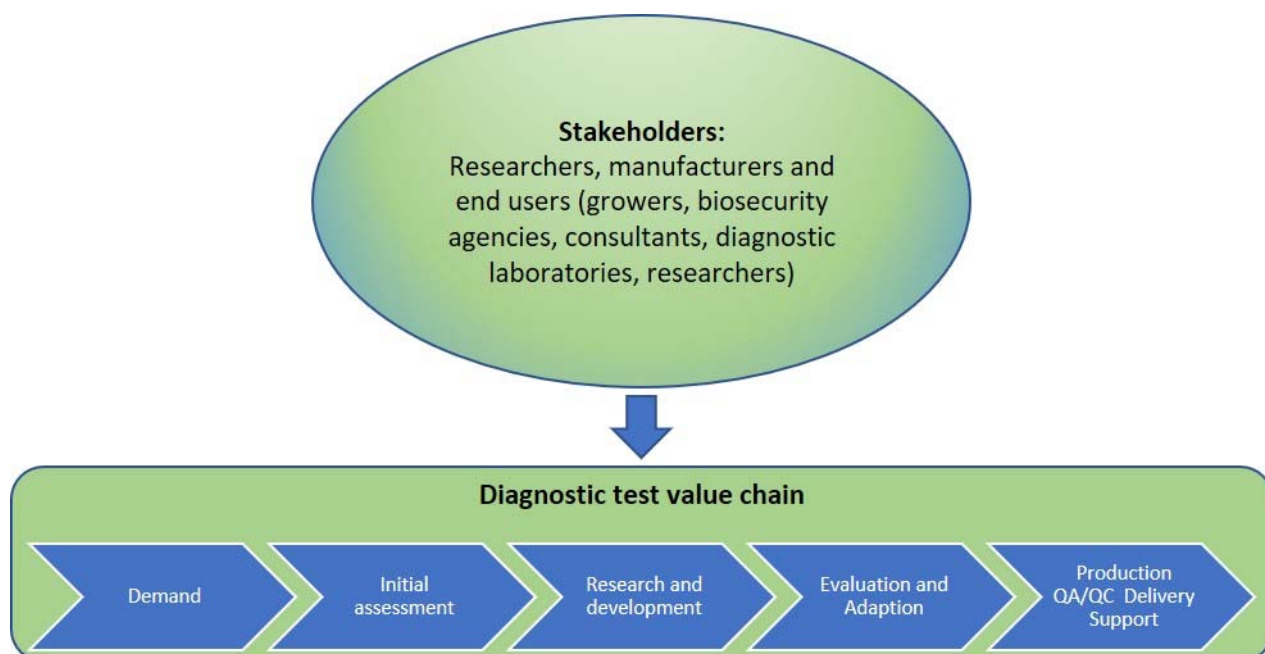 Stakeholders:
Researchers, manufacturers and
end users (growers, biosecurity
agencies, consultants, diagnostic
laboratories, researchers)
Diagnostic test value chain
Demand
Initial
assessment
Research and
development
Evaluation and
Adaption
Production
QA/QC Delivery
Support